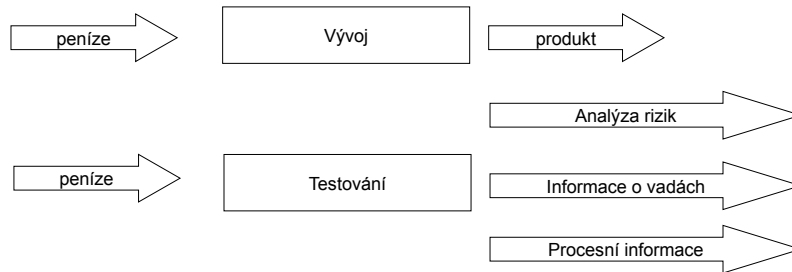 peníze
Vývoj
produkt
Analýza rizik
peníze
Testování
Informace o vadách
Procesní informace